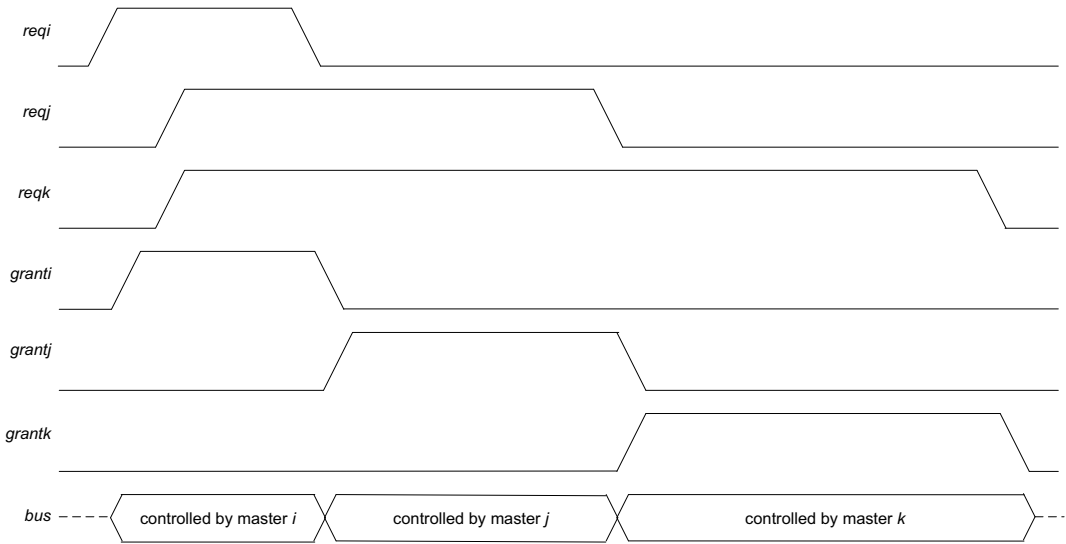 reqi
reqj
reqk
granti
grantj
grantk
bus controlled by master i controlled by master j controlled by master k